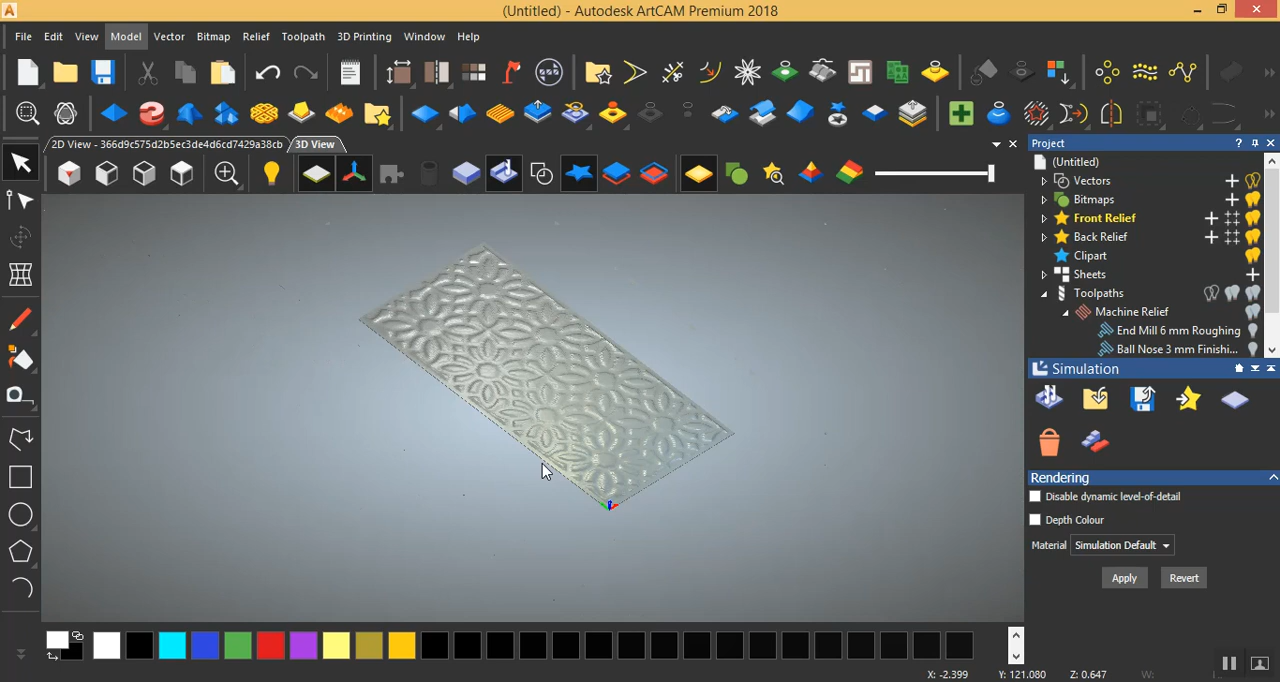 (Untitled) - Autodesk ArtCAM Premium 2018
File Edit View Model Vector Bitmap Relief Toolpath 3D Printing Window Help
2D View - 366d9c575d2b5ec3de4d6cd7429a38cb 3D View
Project
(Untitled)
Vectors
Bitmaps
Front Relief
Back Relief
Clipart
Sheets
Toolpaths
Machine Relief
End Mill 6 mm Roughing
Ball Nose 3 mm Finishi...
Simulation
Rendering
Disable dynamic level-of-detail
Depth Colour
Material Simulation Default
Apply Revert
X: -2.399 Y: 121.080 Z: 0.647 W: